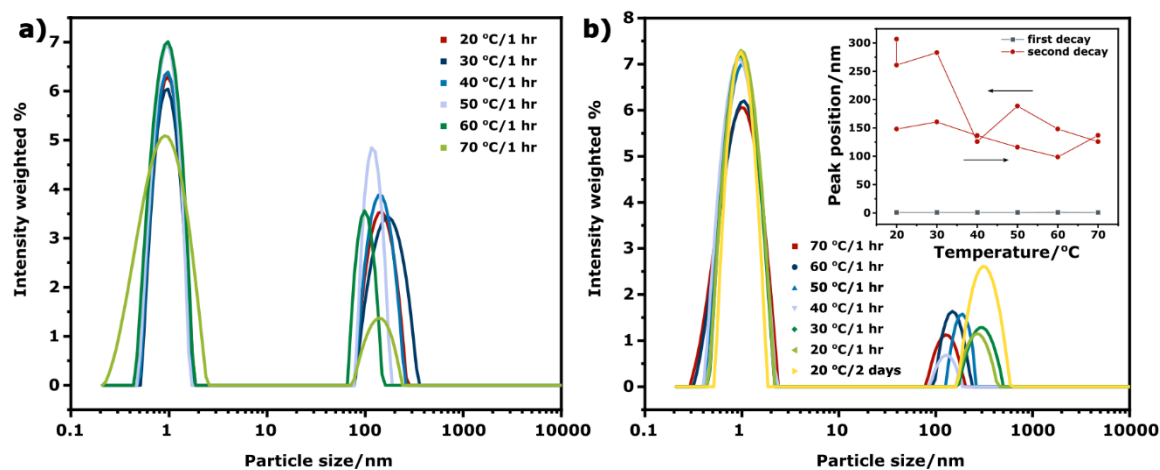 a)
Intensity weighted %
7
6
5
4
3
2
1
0
0.1 1 10 100 1000 10000
Particle size/nm
20 °C/1 hr
30 °C/1 hr
40 °C/1 hr
50 °C/1 hr
60 °C/1 hr
70 °C/1 hr
b)
Intensity weighted %
8
7
6
5
4
3
2
1
0
0.1 1 10 100 1000 10000
Particle size/nm
70 °C/1 hr
60 °C/1 hr
50 °C/1 hr
40 °C/1 hr
30 °C/1 hr
20 °C/1 hr
20 °C/2 days
Peak position/nm
300
250
200
150
100
50
0
20 30 40 50 60 70
Temperature/°C
first decay
second decay